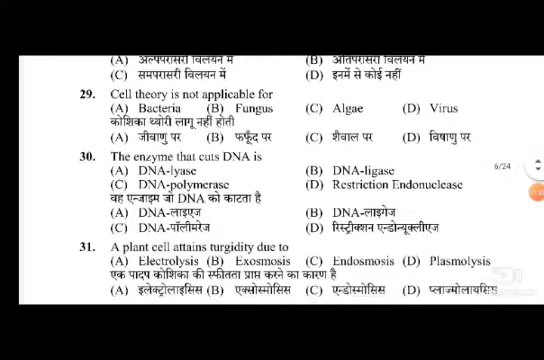 (A) अल्पपरासरी विलयन में (B) अतिपरासरी विलयन में
(C) समपरासरी विलयन में (D) इनमें से कोई नहीं
29. Cell theory is not applicable for
(A) Bacteria (B) Fungus (C) Algae (D) Virus
कोशिका थ्योरी लागू नहीं होती
(A) जीवाणु पर (B) फफूँद पर (C) शैवाल पर (D) विषाणु पर
30. The enzyme that cuts DNA is
(A) DNA-lyase (B) DNA-ligase
(C) DNA-polymerase (D) Restriction Endonuclease
वह एन्जाइम जो DNA को काटता है
(A) DNA-लाइएज (B) DNA-लाइगेज
(C) DNA-पॉलीमरेज (D) रिस्ट्रीक्शन एन्डोन्यूक्लीएज
31. A plant cell attains turgidity due to
(A) Electrolysis (B) Exosmosis (C) Endosmosis (D) Plasmolysis
एक पादप कोशिका की स्फीतता प्राप्त करने का कारण है
(A) इलेक्ट्रोलाइसिस (B) एक्सोस्मोसिस (C) एन्डोस्मोसिस (D) प्लाज्मोलायसिस
6/24